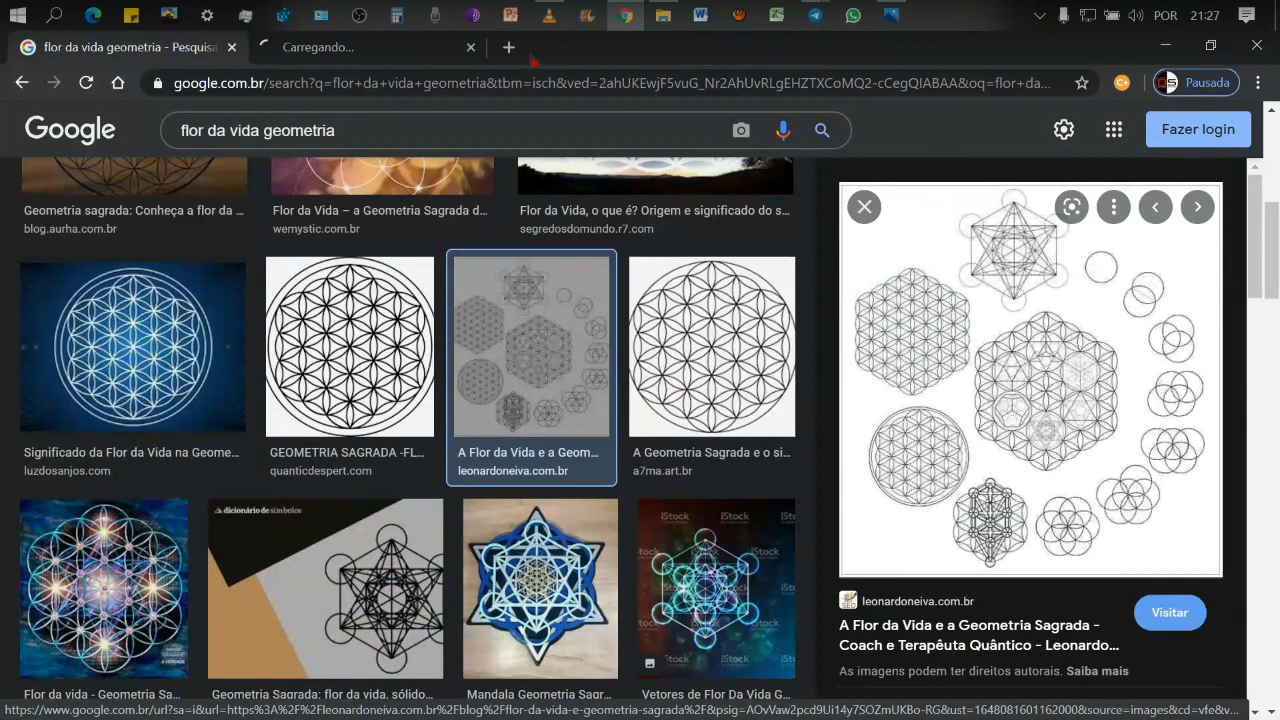 POR
21:27
flor da vida geometria - Pesquisa
Carregando...
google.com.br/search?q=flor+da+vida+geometria&tbm=isch&ved=2ahUKEwjF5vuG_Nr2AhUvRLgEHZTXCoMQ2-cCegQIABAA&oq=flor+da...
Pausada
Google
flor da vida geometria
Fazer login
Geometria sagrada: Conheça a flor da ...
blog.aurha.com.br
Flor da Vida – a Geometria Sagrada d...
wemystic.com.br
Flor da Vida, o que é? Origem e significado do s...
segredosdomundo.r7.com
Significado da Flor da Vida na Geome...
luzdosanjos.com
GEOMETRIA SAGRADA -FL...
quanticdespert.com
A Flor da Vida e a Geom...
leonardoneiva.com.br
A Geometria Sagrada e o si...
a7ma.art.br
dicionário de símbolos
iStock
iStock
iStock
iStock
Flor da vida - Geometria Sa...
Geometria Sagrada: flor da vida, sólido...
Mandala Geometria Sagr...
Vetores de Flor Da Vida G...
leonardoneiva.com.br
Visitar
A Flor da Vida e a Geometria Sagrada -
Coach e Terapêuta Quântico - Leonardo...
As imagens podem ter direitos autorais. Saiba mais
https://www.google.com.br/url?sa=i&url=https%3A%2F%2Fleonardoneiva.com.br%2Fblog%2Fflor-da-vida-e-geometria-sagrada%2F&psig=AOvVaw2pcd9Ui14y7SOZmUKBo-RG&ust=1648081601162000&source=images&cd=vfe&v...